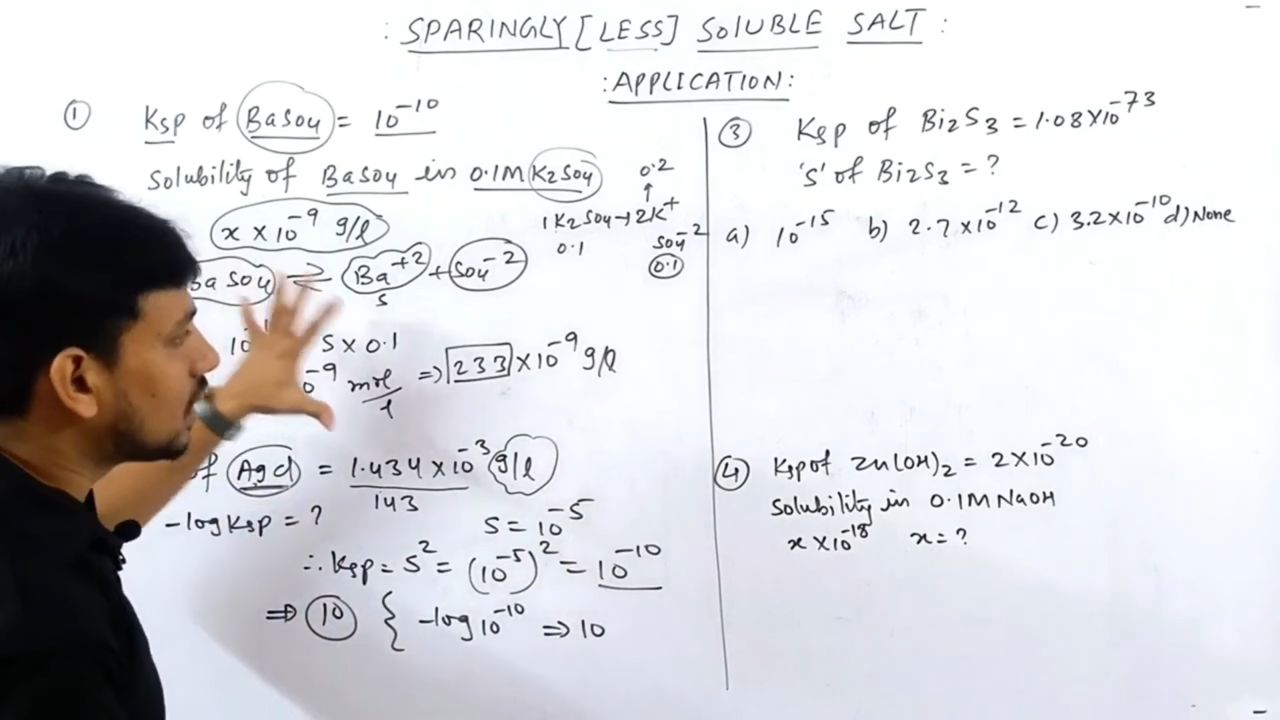 : SPARINGLY [LESS] SOLUBLE SALT :
: APPLICATION :
① Ksp of BaSO4 = 10⁻¹⁰
Solubility of BaSO4 in 0.1M K2SO4
0.2
↑
1K2SO4 → 2K⁺
0.1 SO4⁻²
0.1
x × 10⁻⁹ g/l
BaSO4 ⇌ Ba⁺² + SO4⁻²
s
10 S × 0.1
0⁻⁹ mol/l ⇒ 233 × 10⁻⁹ g/l
of AgCl = 1.434 × 10⁻³ g/l
143
-log Ksp = ?
S = 10⁻⁵
∴ Ksp = S² = (10⁻⁵)² = 10⁻¹⁰
⇒ 10 { -log 10⁻¹⁰ ⇒ 10
③ Ksp of Bi2S3 = 1.08×10⁻⁷³
'S' of Bi2S3 = ?
a) 10⁻¹⁵ b) 2.7×10⁻¹² c) 3.2×10⁻¹⁰ d) None
④ Ksp of Zn(OH)2 = 2×10⁻²⁰
Solubility in 0.1M NaOH
x × 10⁻¹⁸ x = ?